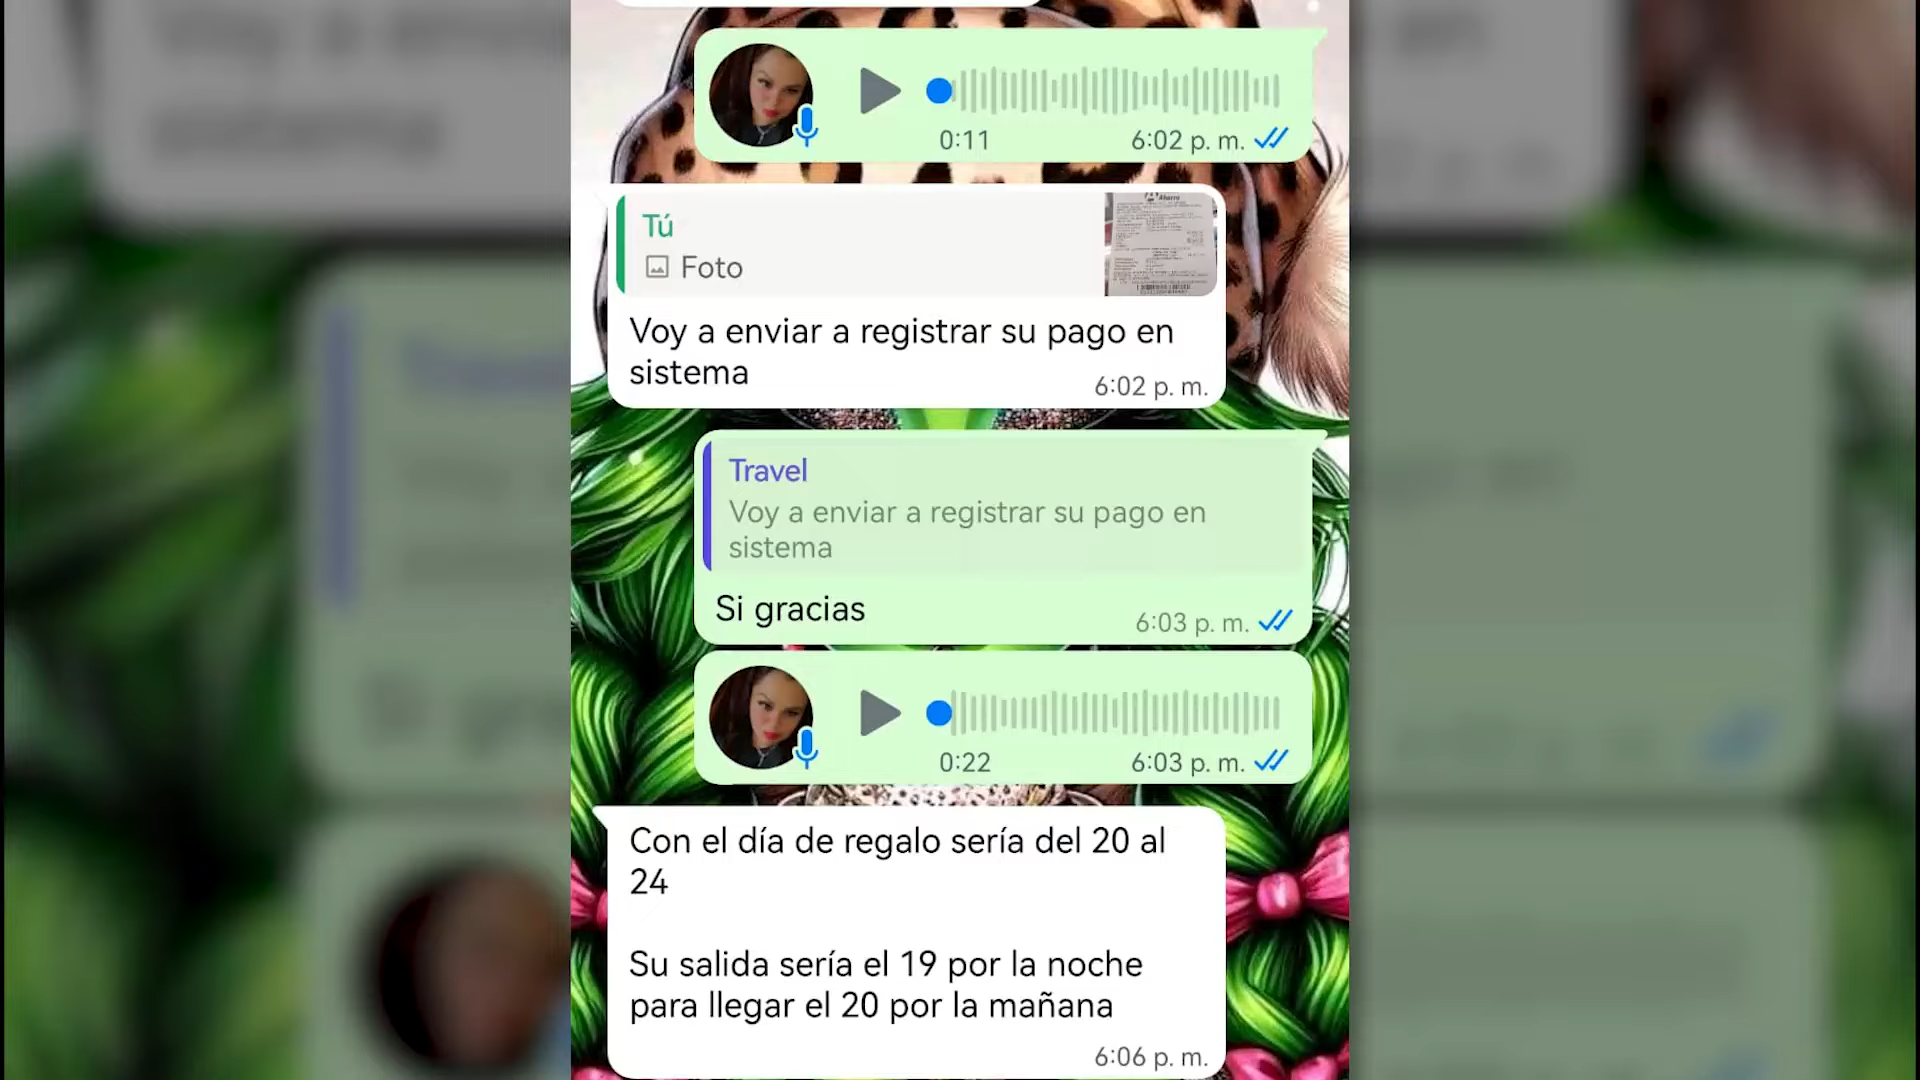 0:11
6:02 p. m.
Tú
Foto
Voy a enviar a registrar su pago en
sistema
6:02 p. m.
Travel
Voy a enviar a registrar su pago en
sistema
Si gracias
6:03 p. m.
0:22
6:03 p. m.
Con el día de regalo sería del 20 al
24
Su salida sería el 19 por la noche
para llegar el 20 por la mañana
6:06 p. m.